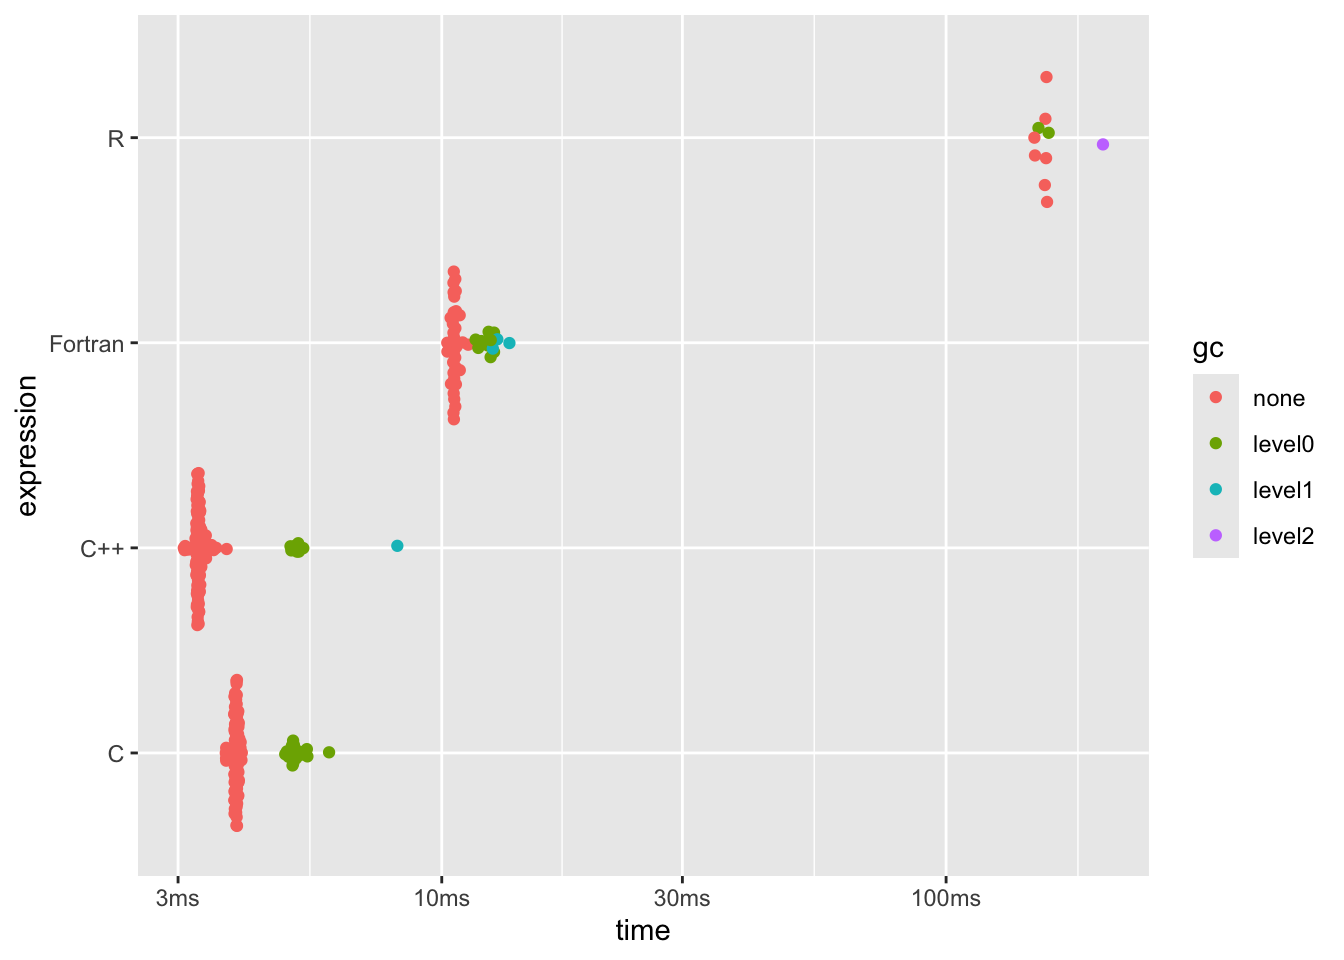 R
Fortran
C++
C
expression
3ms
10ms
30ms
100ms
time
gc
none
level0
level1
level2